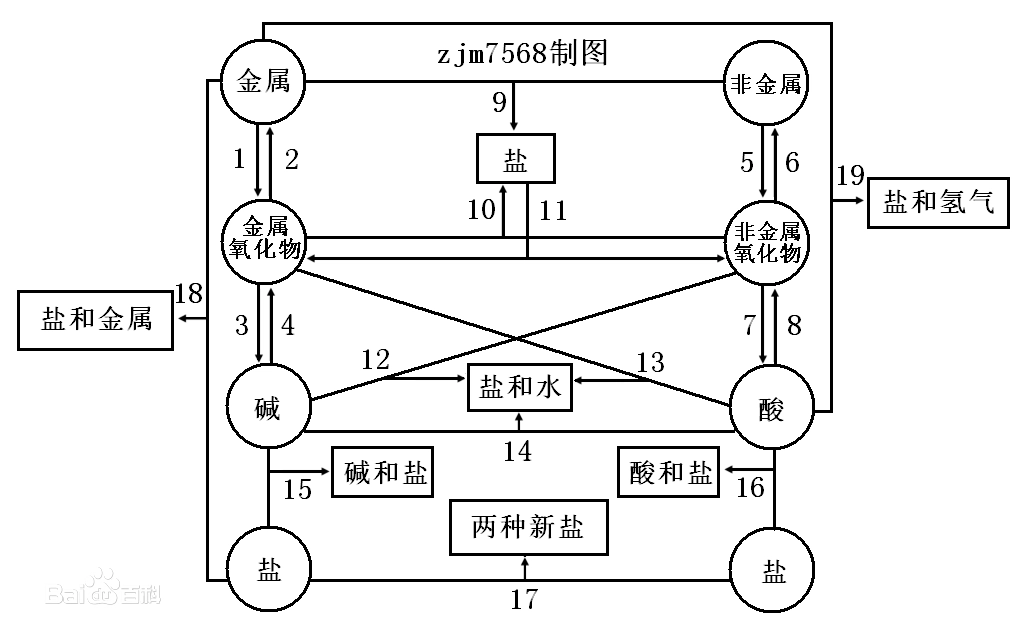 zjm7568制图
金属
非金属
9
1
2
盐
5
6
19
盐和氢气
10
11
金属
氧化物
非金属
氧化物
18
盐和金属
3
4
7
8
12
13
碱
盐和水
酸
14
15
碱和盐
酸和盐
16
两种新盐
盐
盐
17
Baidu百科